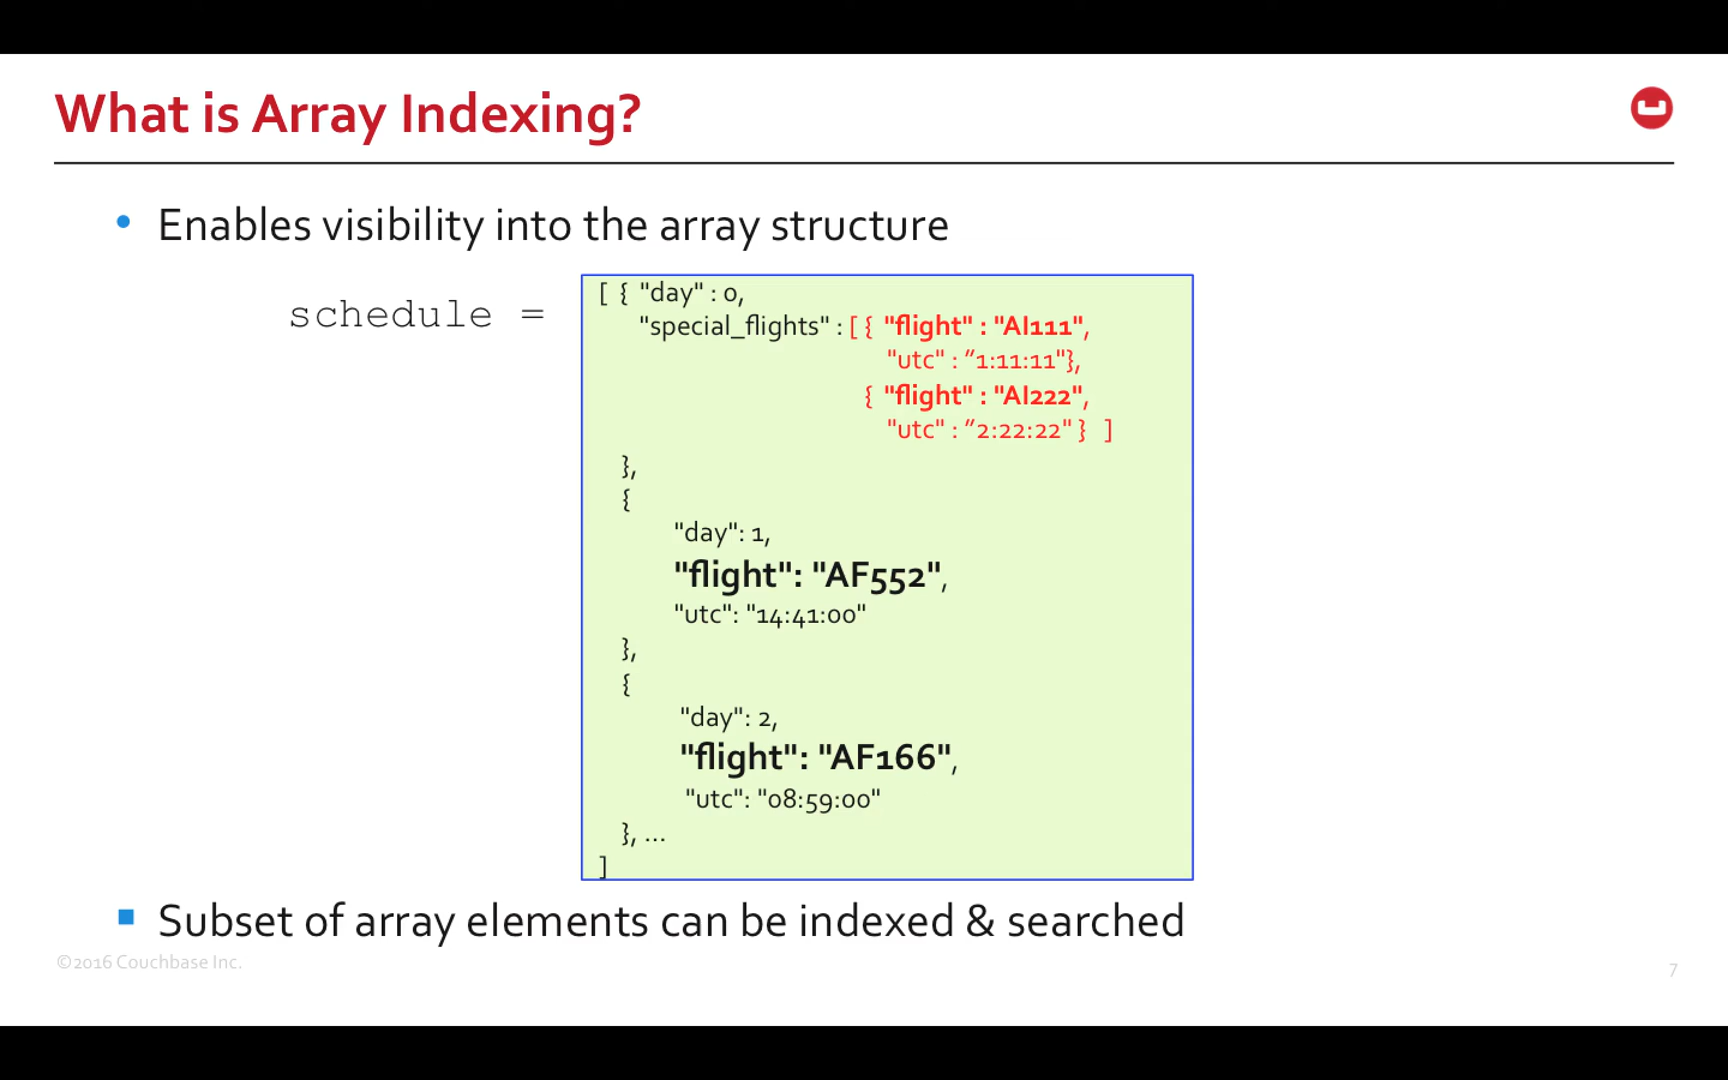 What is Array Indexing?
• Enables visibility into the array structure
schedule =
[ { "day" : 0,
"special_flights" : [ { "flight" : "AI111",
"utc" : ”1:11:11"},
{ "flight" : "AI222",
"utc" : ”2:22:22" } ]
},
{
"day": 1,
"flight": "AF552",
"utc": "14:41:00"
},
{
"day": 2,
"flight": "AF166",
"utc": "08:59:00"
}, ...
]
▪ Subset of array elements can be indexed & searched
©2016 Couchbase Inc.
7